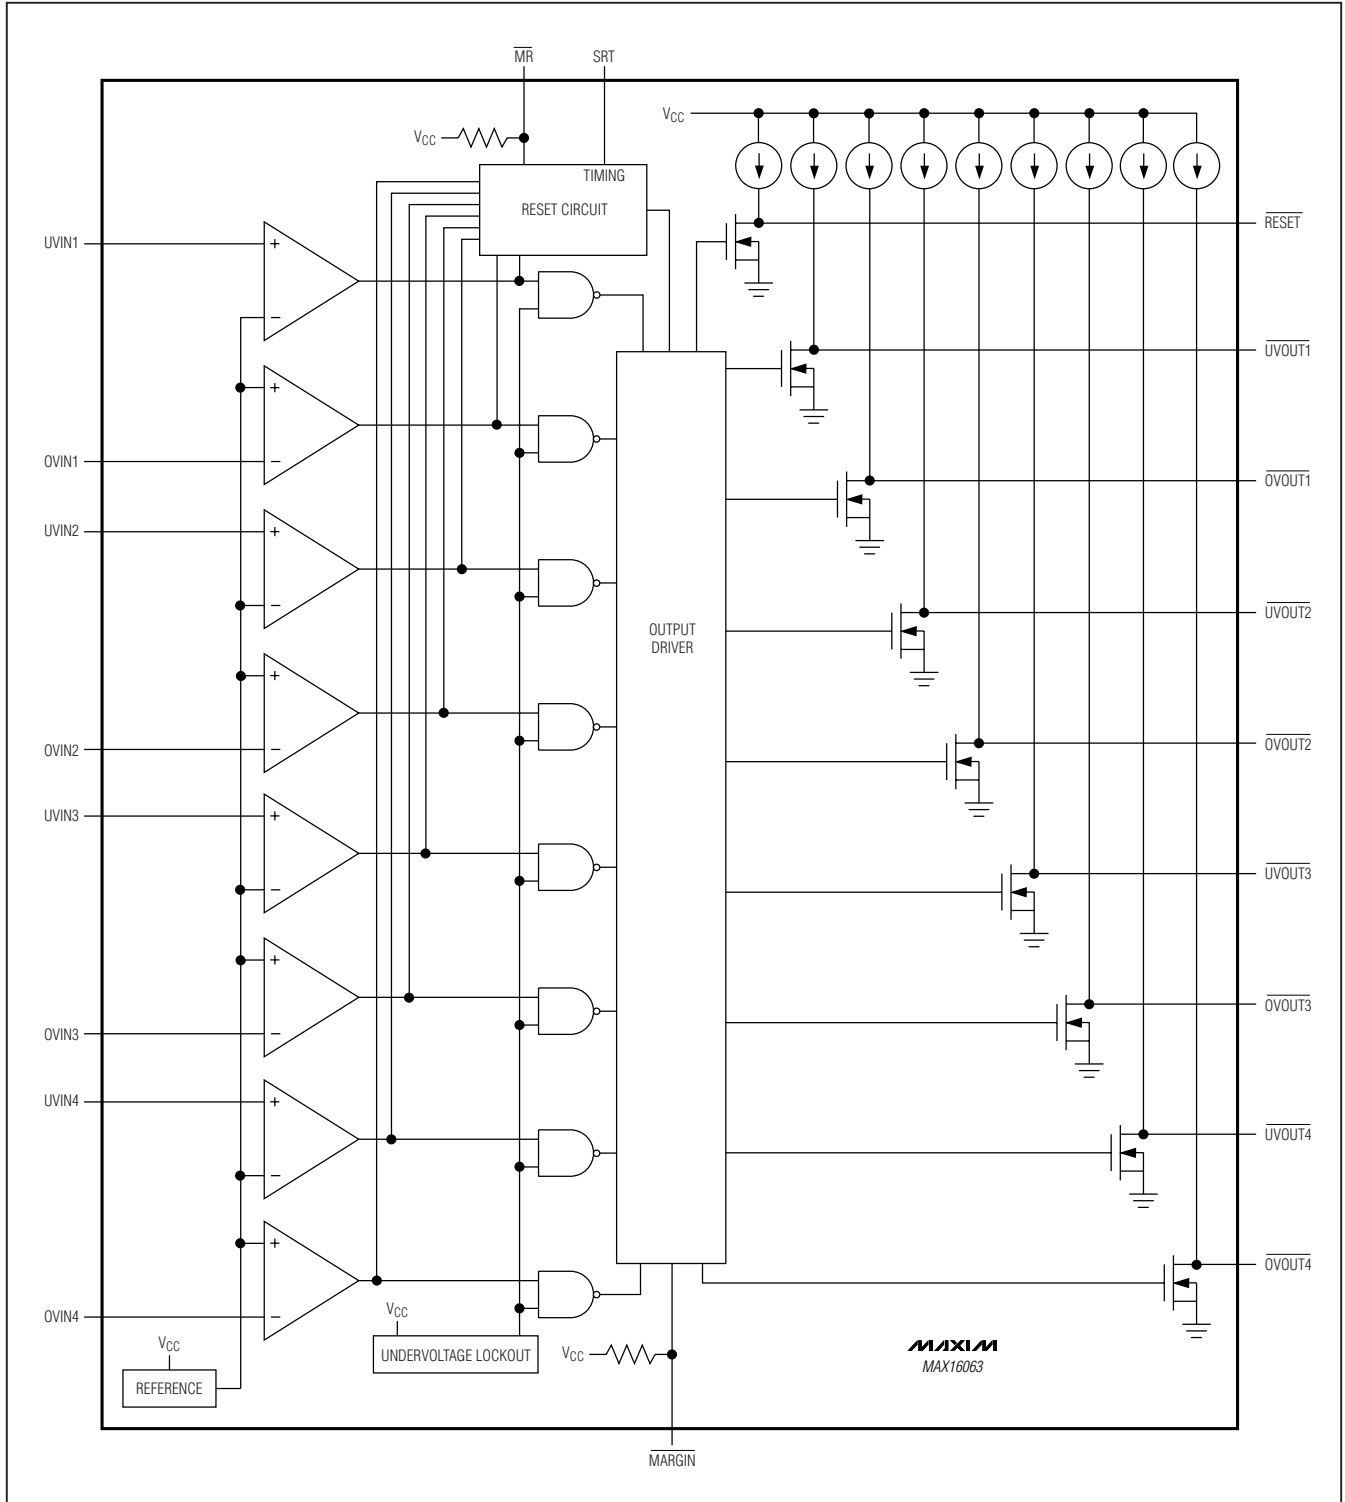 MR SRT
VCC
VCC
TIMING
RESET CIRCUIT
UVIN1
+
−
RESET
UVOUT1
+
OVIN1
−
OVOUT1
UVIN2
+
−
UVOUT2
OUTPUT
DRIVER
+
OVIN2
−
OVOUT2
UVIN3
+
−
UVOUT3
+
OVIN3
−
OVOUT3
UVIN4
+
−
UVOUT4
+
OVIN4
−
OVOUT4
VCC
UNDERVOLTAGE LOCKOUT
VCC
REFERENCE
VCC
MAXIM
MAX16063
MARGIN